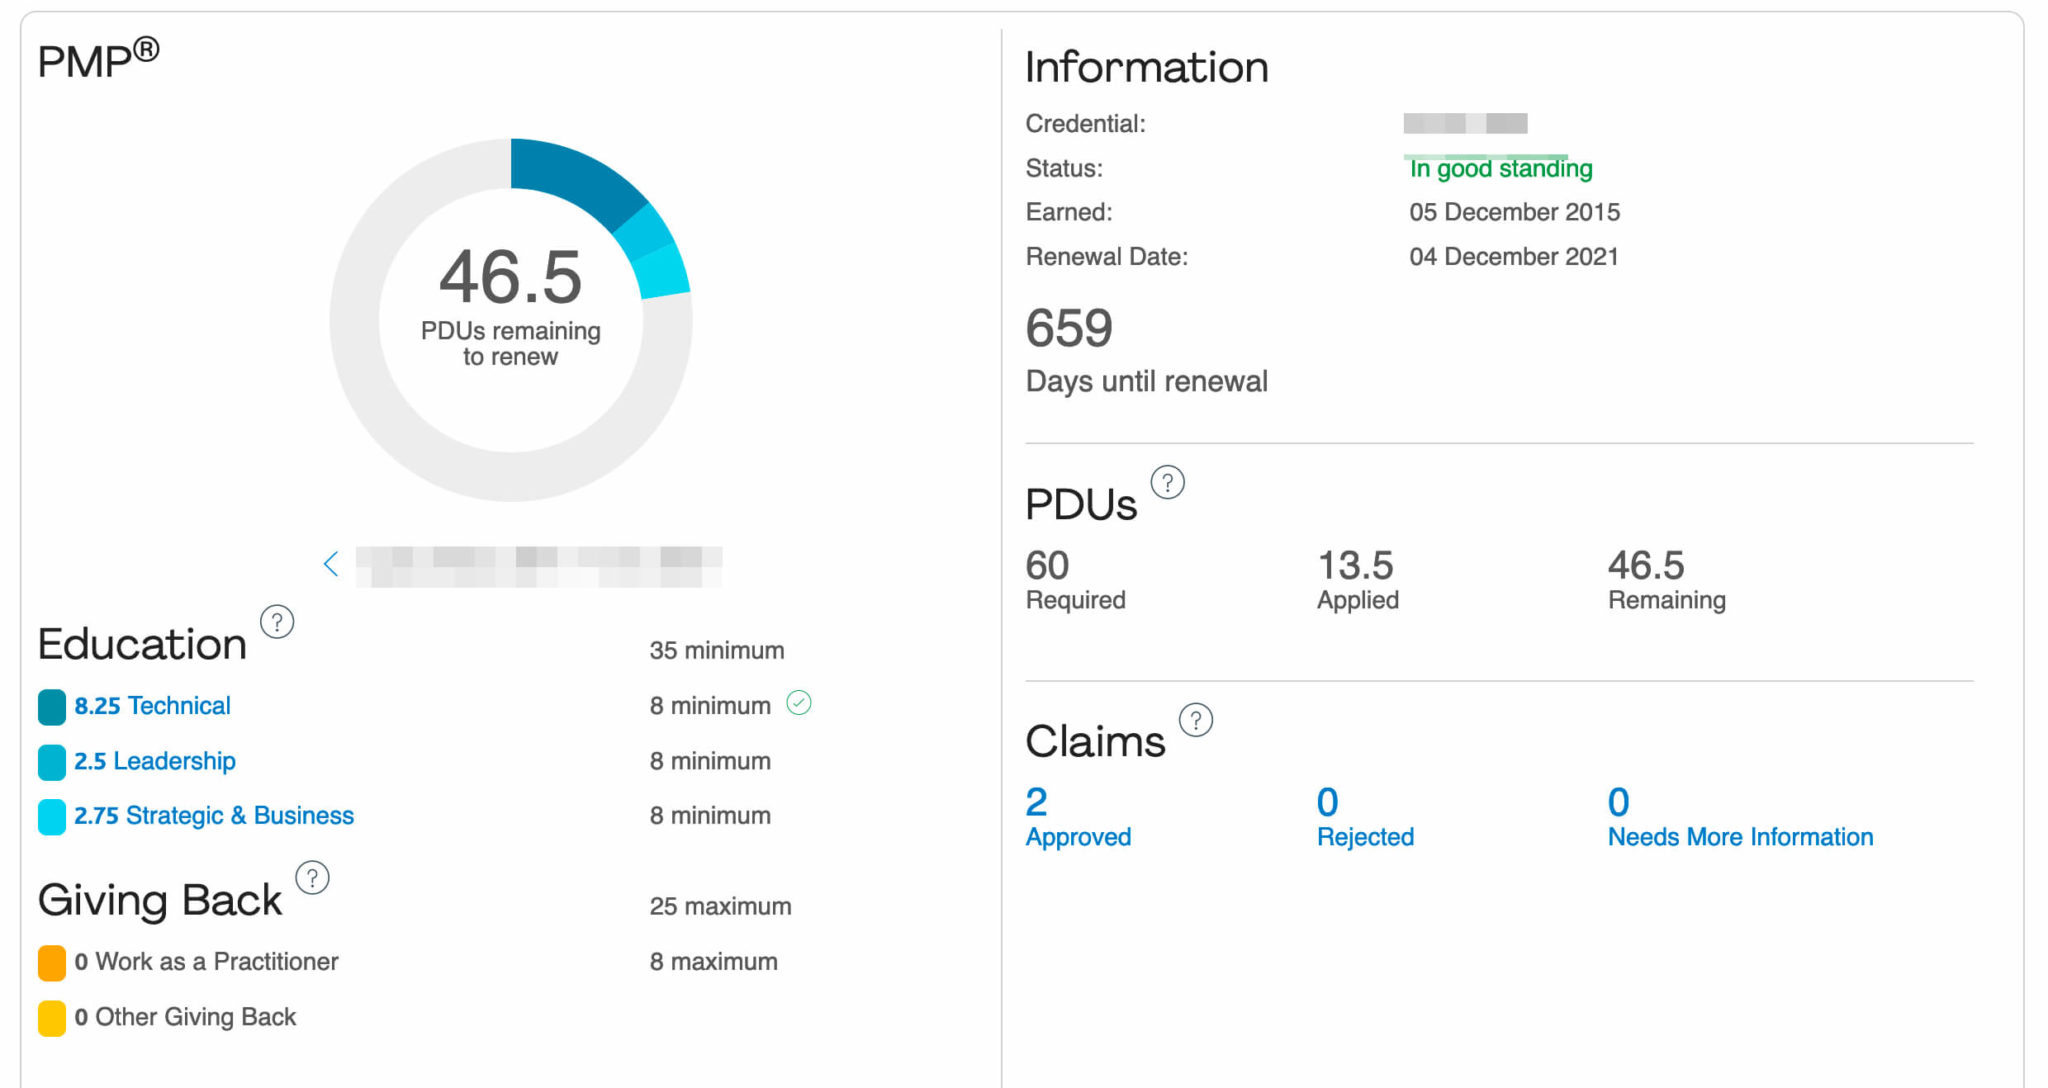 PMP®
46.5
PDUs remaining
to renew
Education ?
35 minimum
8.25 Technical 8 minimum
2.5 Leadership 8 minimum
2.75 Strategic & Business 8 minimum
Giving Back ?
25 maximum
0 Work as a Practitioner 8 maximum
0 Other Giving Back
Information
Credential:
Status: In good standing
Earned: 05 December 2015
Renewal Date: 04 December 2021
659
Days until renewal
PDUs ?
60 13.5 46.5
Required Applied Remaining
Claims ?
2 0 0
Approved Rejected Needs More Information